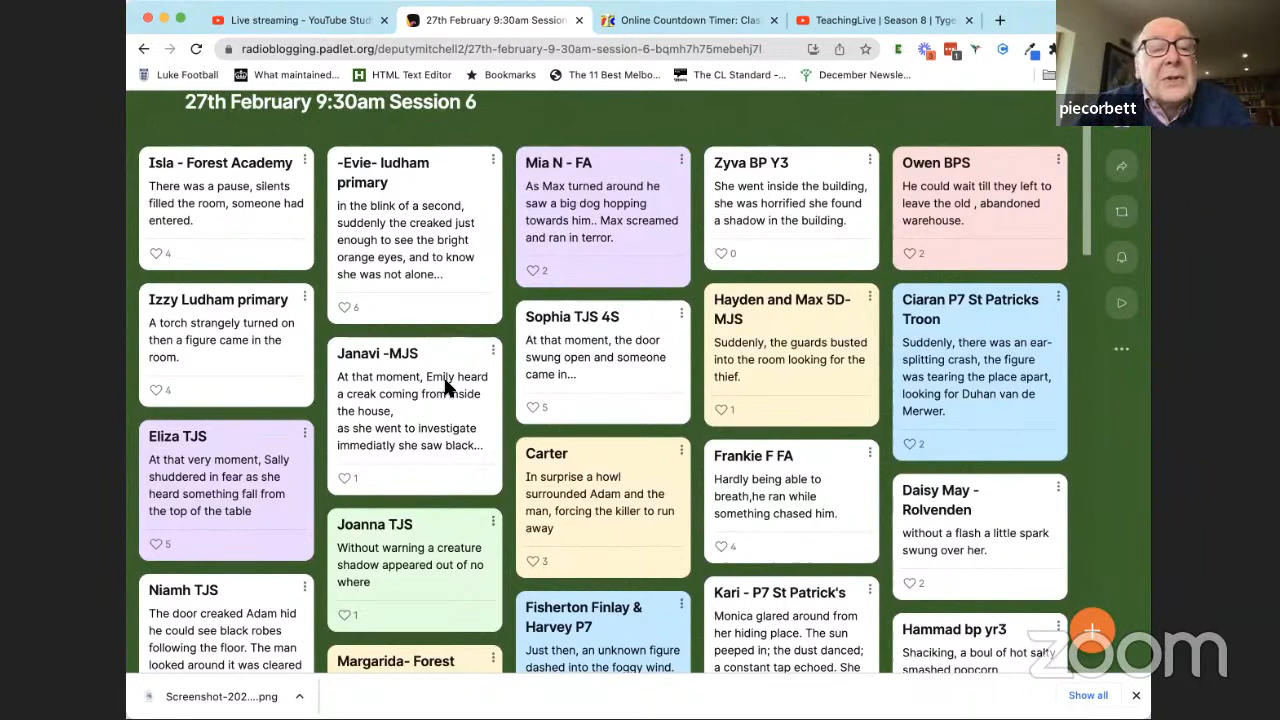 Live streaming - YouTube Stud
27th February 9:30am Session
Online Countdown Timer: Clas
TeachingLive | Season 8 | Tyge
radioblogging.padlet.org/deputymitchell2/27th-february-9-30am-session-6-bqmh7h75mebehj7l
Luke Football
What maintained...
HTML Text Editor
Bookmarks
The 11 Best Melbo...
The CL Standard -...
December Newsle...
piecorbett
27th February 9:30am Session 6
Isla - Forest Academy
There was a pause, silents
filled the room, someone had
entered.
4
Izzy Ludham primary
A torch strangely turned on
then a figure came in the
room.
4
Eliza TJS
At that very moment, Sally
shuddered in fear as she
heard something fall from
the top of the table
5
Niamh TJS
The door creaked Adam hid
he could see black robes
following the floor. The man
looked around it was cleared
-Evie- ludham
primary
in the blink of a second,
suddenly the creaked just
enough to see the bright
orange eyes, and to know
she was not alone...
6
Janavi -MJS
At that moment, Emily heard
a creak coming from inside
the house,
as she went to investigate
immediatly she saw black...
1
Joanna TJS
Without warning a creature
shadow appeared out of no
where
1
Margarida- Forest
Mia N - FA
As Max turned around he
saw a big dog hopping
towards him.. Max screamed
and ran in terror.
2
Sophia TJS 4S
At that moment, the door
swung open and someone
came in...
5
Carter
In surprise a howl
surrounded Adam and the
man, forcing the killer to run
away
3
Fisherton Finlay &
Harvey P7
Just then, an unknown figure
dashed into the foggy wind.
Zyva BP Y3
She went inside the building,
she was horrified she found
a shadow in the building.
0
Hayden and Max 5D-
MJS
Suddenly, the guards busted
into the room looking for the
thief.
1
Frankie F FA
Hardly being able to
breath,he ran while
something chased him.
4
Kari - P7 St Patrick's
Monica glared around from
her hiding place. The sun
peeped in; the dust danced;
a constant tap echoed. She
Owen BPS
He could wait till they left to
leave the old , abandoned
warehouse.
2
Ciaran P7 St Patricks
Troon
Suddenly, there was an ear-
splitting crash, the figure
was tearing the place apart,
looking for Duhan van de
Merwer.
2
Daisy May -
Rolvenden
without a flash a little spark
swung over her.
2
Hammad bp yr3
Shaciking, a boul of hot salty
smashed popcorn
zoom
Screenshot-202....png
Show all